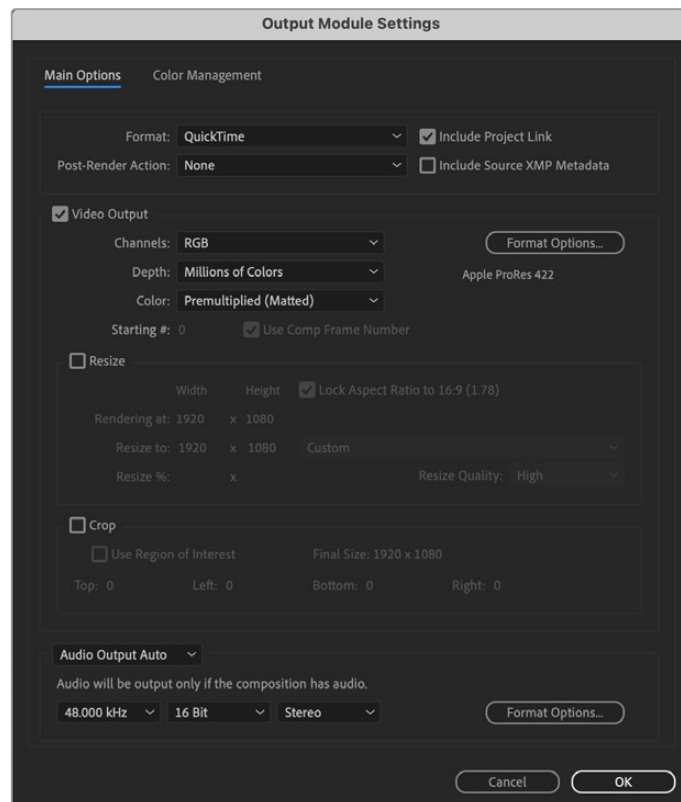 Output Module Settings
Main Options Color Management
Format: QuickTime Include Project Link
Post-Render Action: None Include Source XMP Metadata
Video Output
Channels: RGB Format Options...
Depth: Millions of Colors Apple ProRes 422
Color: Premultiplied (Matted)
Starting #: 0 Use Comp Frame Number
Resize
Width Height Lock Aspect Ratio to 16:9 (1.78)
Rendering at: 1920 x 1080
Resize to: 1920 x 1080 Custom
Resize %: x Resize Quality: High
Crop
Use Region of Interest Final Size: 1920 x 1080
Top: 0 Left: 0 Bottom: 0 Right: 0
Audio Output Auto
Audio will be output only if the composition has audio.
48.000 kHz 16 Bit Stereo Format Options...
Cancel OK